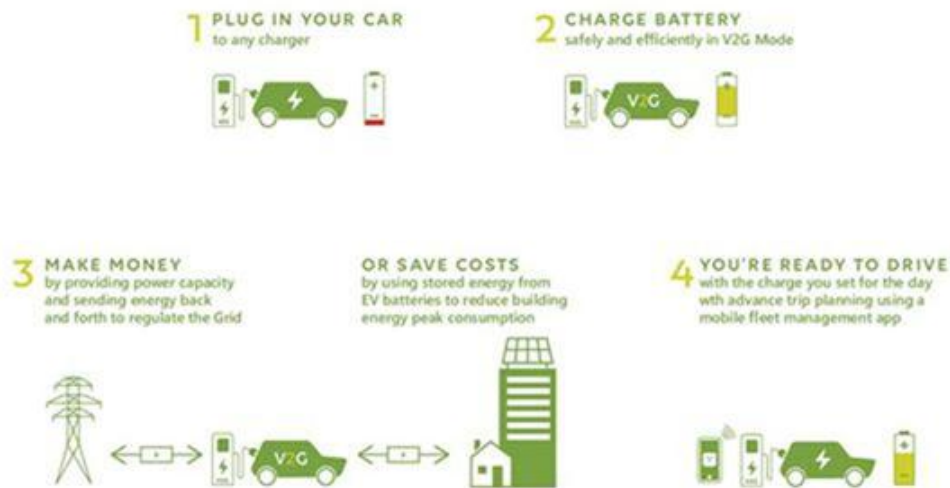 1 PLUG IN YOUR CAR
to any charger
2 CHARGE BATTERY
safely and efficiently in V2G Mode
V2G
3 MAKE MONEY
by providing power capacity
and sending energy back
and forth to regulate the Grid
OR SAVE COSTS
by using stored energy from
EV batteries to reduce building
energy peak consumption
4 YOU'RE READY TO DRIVE
with the charge you set for the day
wth advance trip planning using a
mobile fleet management app
V2G